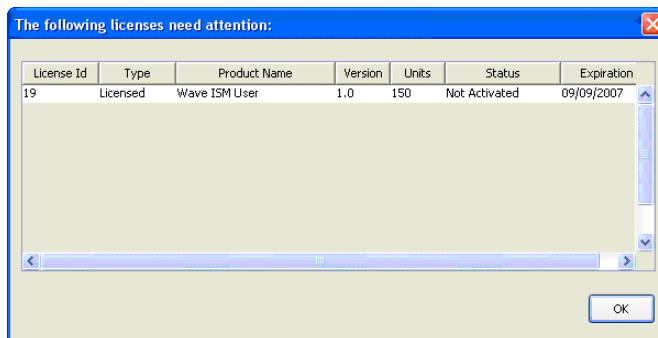 The following licenses need attention:
License Id Type Product Name Version Units Status Expiration
19 Licensed Wave ISM User 1.0 150 Not Activated 09/09/2007
OK